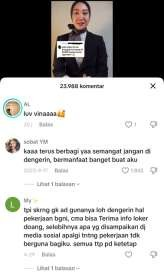 23.988 komentar
AL
luv vinaaaa🥰
Balas
sobat YM
kaaa terus berbagi yaa semangat jangan di
dengerin, bermanfaat banget buat aku
Balas
Lihat 1 balasan
My
tpi skrng gk ad gunanya loh dengerin hal
pekerjaan bgni, cma bisa Terima info loker
doang, selebihnya apa yg disampaikan dj
media sosial apalgi tntng pekerjaan tdk
berguna bagiku. semua ttp pd ketetap
Balas
Lihat 1 balasan